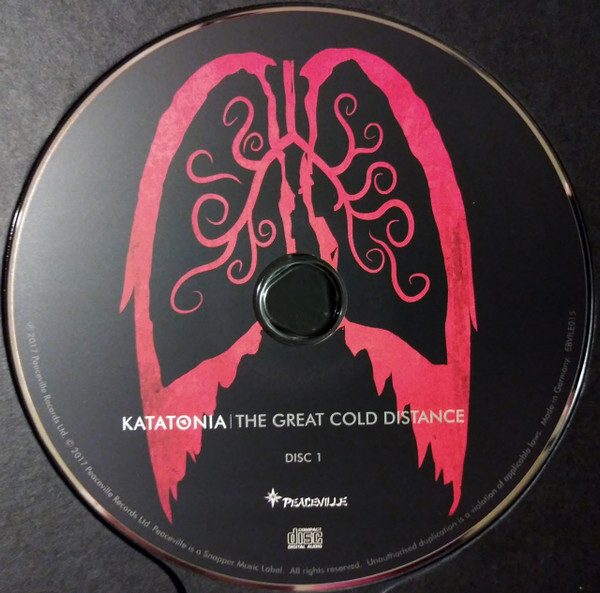 KATATONIA | THE GREAT COLD DISTANCE
DISC 1
PEACEVILLE
COMPACT
disc
DIGITAL AUDIO
℗ 2017 Peaceville Records Ltd. © 2017 Peaceville Records Ltd. Peaceville is a Snapper Music Label. All rights reserved. Unauthorised duplication is a violation of applicable laws. Made in Germany. EBVILE015